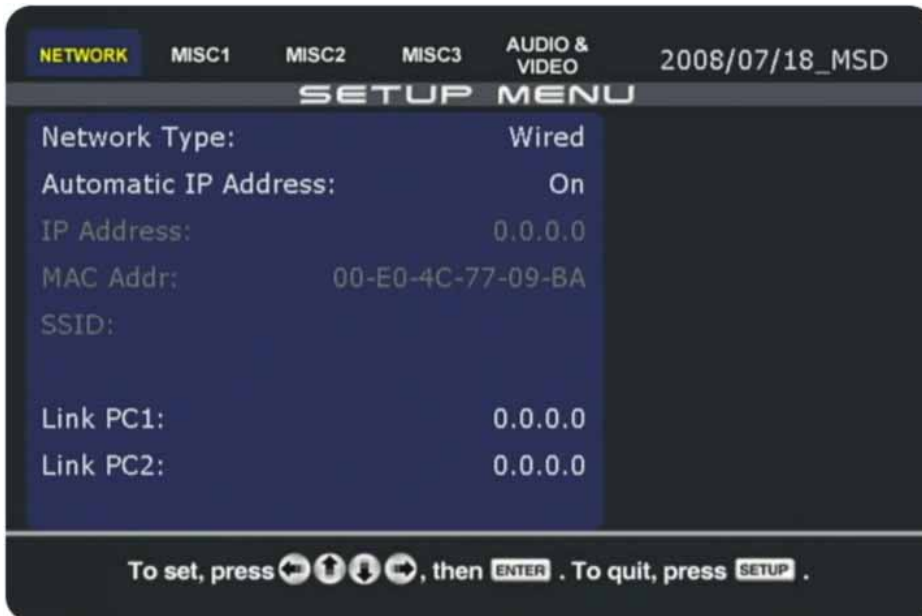 NETWORK MISC1 MISC2 MISC3 AUDIO & VIDEO 2008/07/18_MSD
SETUP MENU
Network Type: Wired
Automatic IP Address: On
IP Address: 0.0.0.0
MAC Addr: 00-E0-4C-77-09-BA
SSID:
Link PC1: 0.0.0.0
Link PC2: 0.0.0.0
To set, press , then ENTER . To quit, press SETUP .